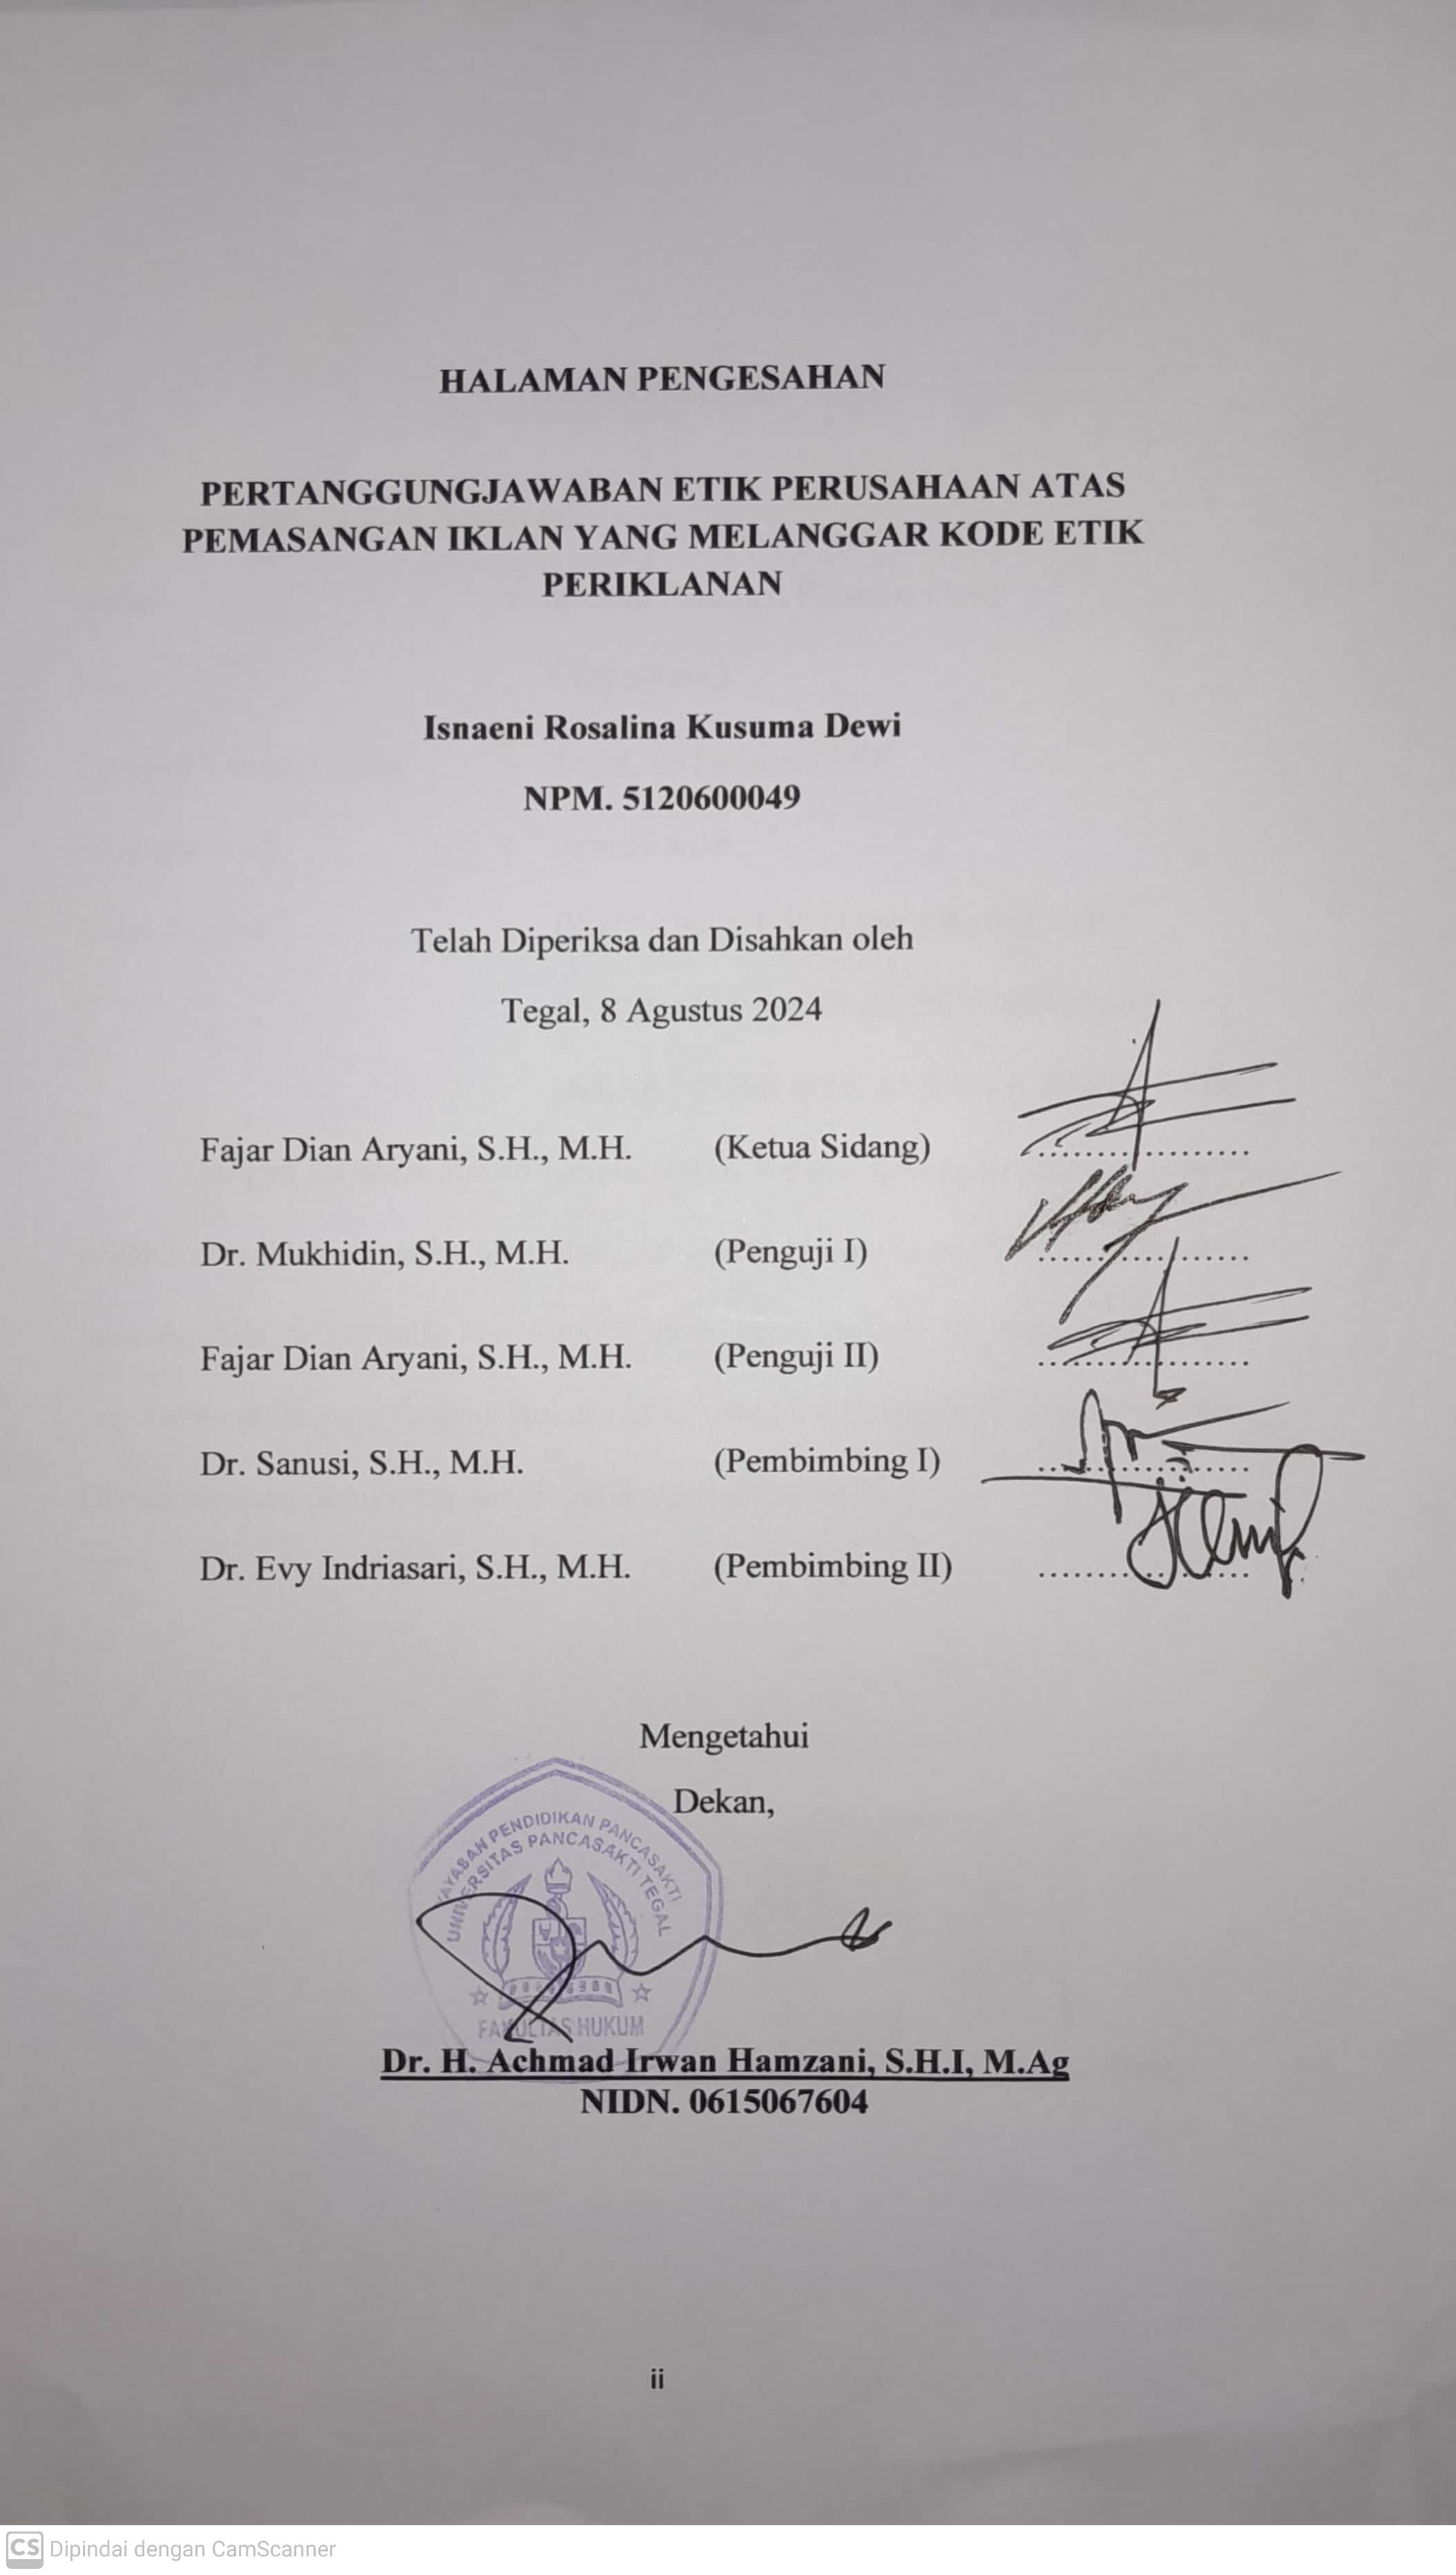 HALAMAN PENGESAHAN
PERTANGGUNGJAWABAN ETIK PERUSAHAAN ATAS
PEMASANGAN IKLAN YANG MELANGGAR KODE ETIK
PERIKLANAN
Isnaeni Rosalina Kusuma Dewi
NPM. 5120600049
Telah Diperiksa dan Disahkan oleh
Tegal, 8 Agustus 2024
Fajar Dian Aryani, S.H., M.H. (Ketua Sidang) ....................
Dr. Mukhidin, S.H., M.H. (Penguji I) ....................
Fajar Dian Aryani, S.H., M.H. (Penguji II) ....................
Dr. Sanusi, S.H., M.H. (Pembimbing I) ....................
Dr. Evy Indriasari, S.H., M.H. (Pembimbing II) ....................
Mengetahui
Dekan,
YAYASAN PENDIDIKAN PANCASAKTI
UNIVERSITAS PANCASAKTI TEGAL
FAKULTAS HUKUM
Dr. H. Achmad Irwan Hamzani, S.H.I, M.Ag
NIDN. 0615067604
ii
CS Dipindai dengan CamScanner